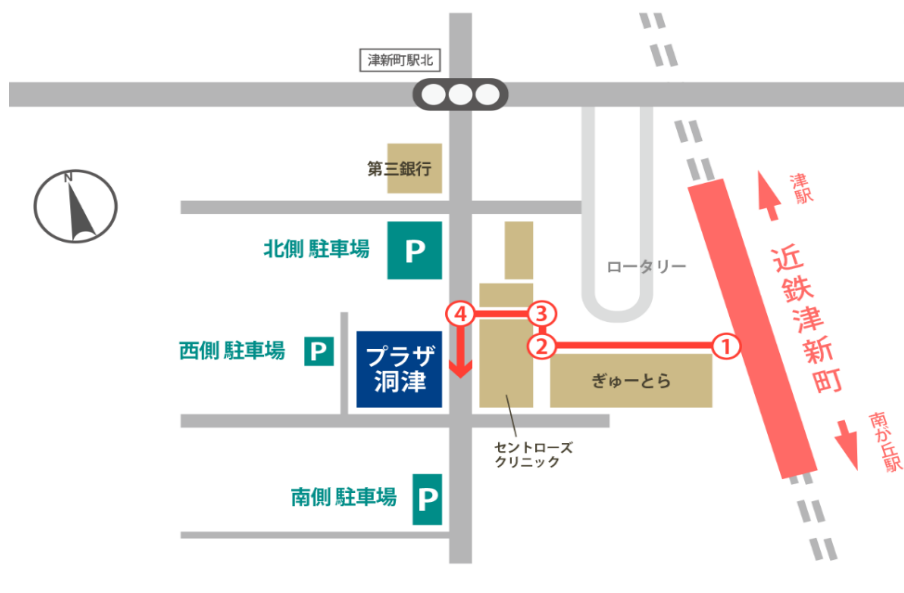 津新町駅北
第三銀行
N
北側 駐車場
P
ロータリー
津駅
近鉄津新町
4
3
西側 駐車場
P
プラザ
洞津
2
1
ぎゅーとら
セントローズ
クリニック
南が丘駅
南側 駐車場
P